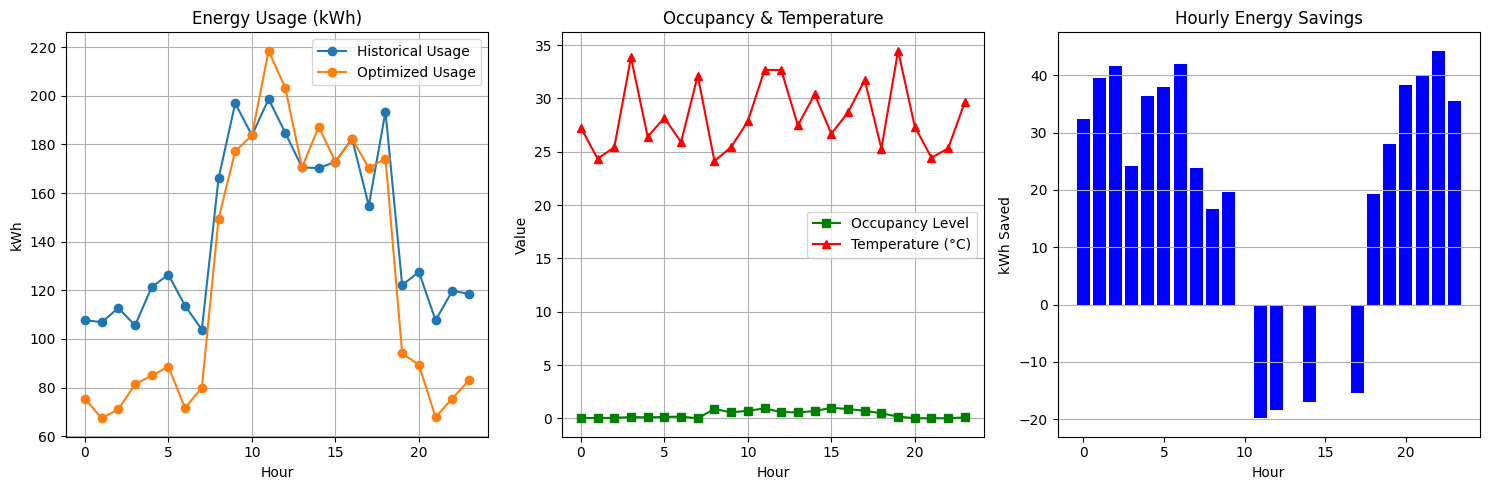 Energy Usage (kWh)
Historical Usage
Optimized Usage
kWh
220
200
180
160
140
120
100
80
60
0 5 10 15 20
Hour
Occupancy & Temperature
Occupancy Level
Temperature (°C)
Value
35
30
25
20
15
10
5
0
0 5 10 15 20
Hour
Hourly Energy Savings
kWh Saved
40
30
20
10
0
−10
−20
0 5 10 15 20
Hour